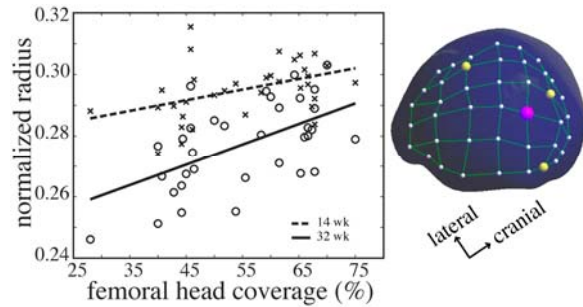 normalized radius
0.32
0.30
0.28
0.26
0.24
14 wk
32 wk
25 35 45 55 65 75 85
femoral head coverage (%)
lateral
cranial